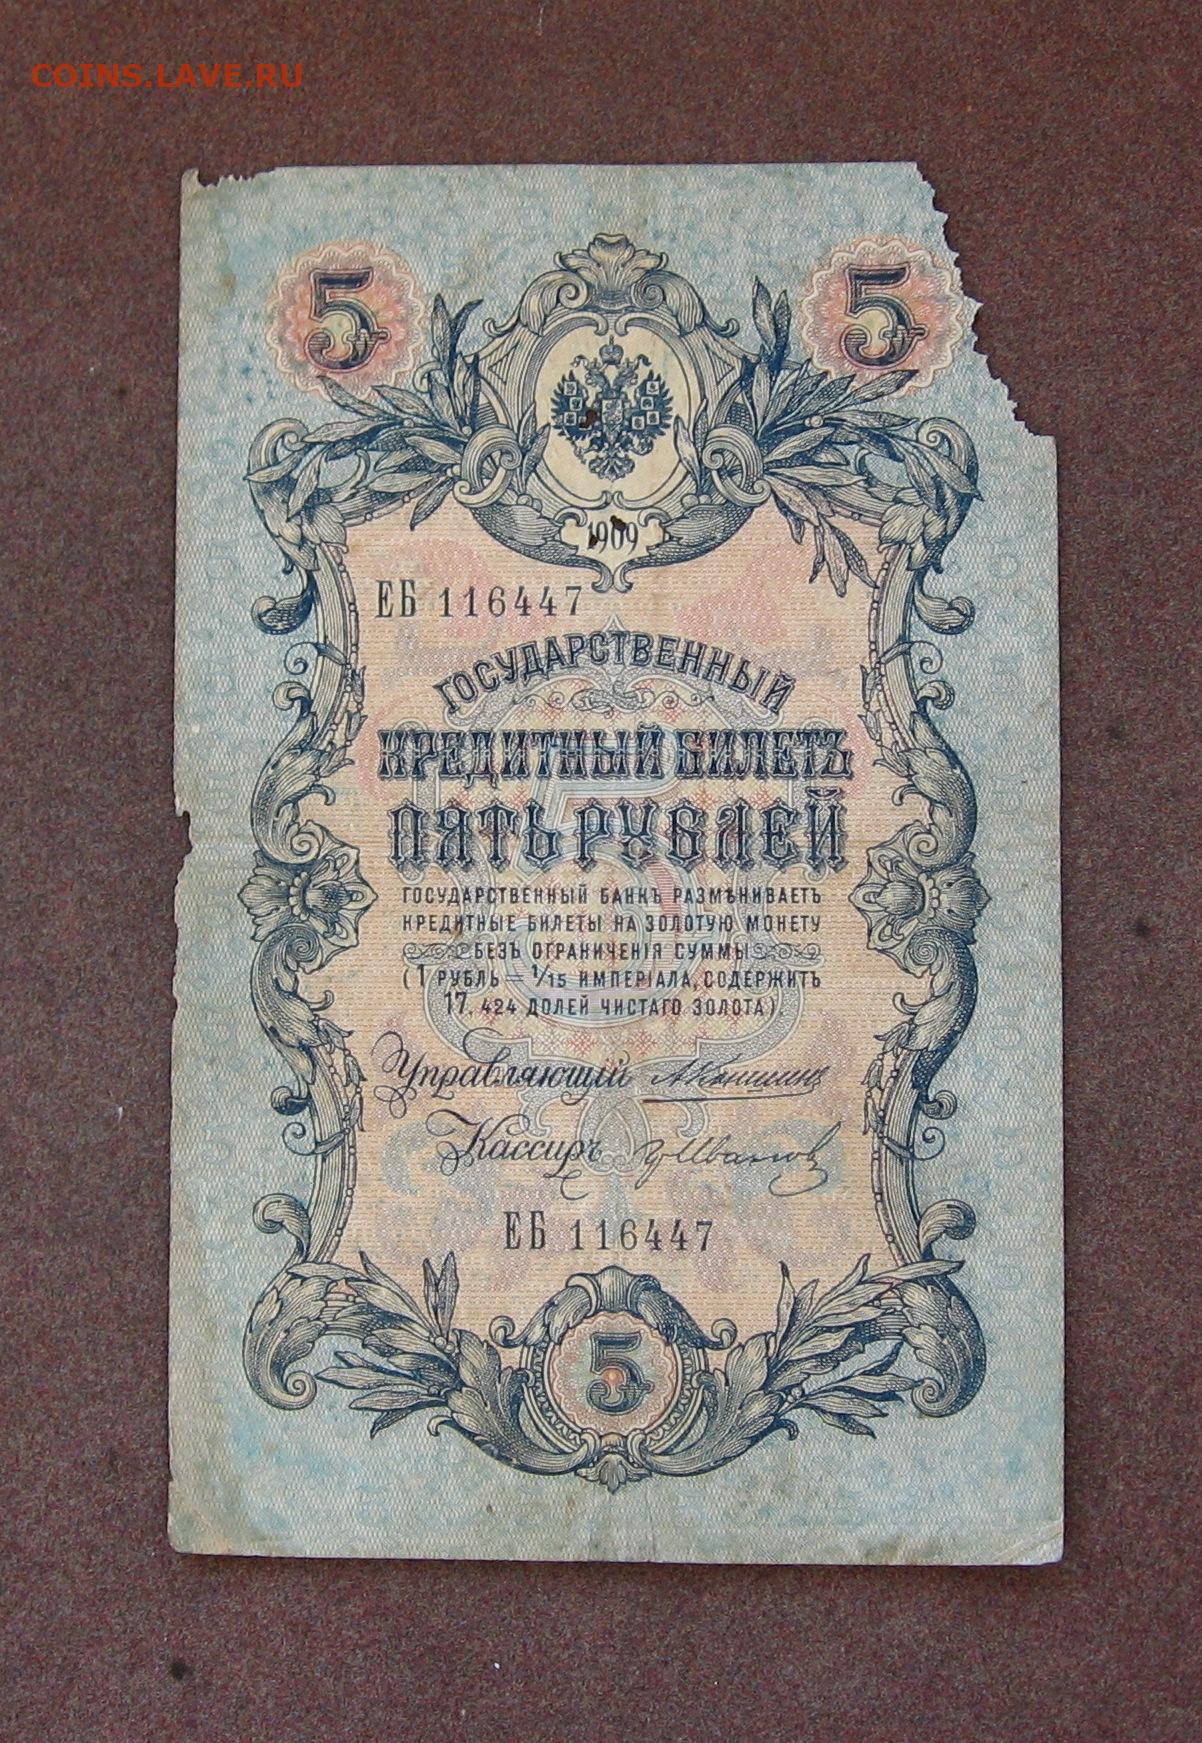 COINS.LAVE.RU
5 5
1909
ЕБ 116447
ГОСУДАРСТВЕННЫЙ
КРЕДИТНЫЙ БИЛЕТЪ
ПЯТЬ РУБЛЕЙ
ГОСУДАРСТВЕННЫЙ БАНКЪ РАЗМѢНИВАЕТЪ
КРЕДИТНЫЕ БИЛЕТЫ НА ЗОЛОТУЮ МОНЕТУ
БЕЗЪ ОГРАНИЧЕНІЯ СУММЫ
(1 РУБЛЬ = 1/15 ИМПЕРІАЛА, СОДЕРЖИТЪ
17, 424 ДОЛЕЙ ЧИСТАГО ЗОЛОТА).
Управляющій АКоншинъ
Кассиръ ГрИвановъ
ЕБ 116447
5